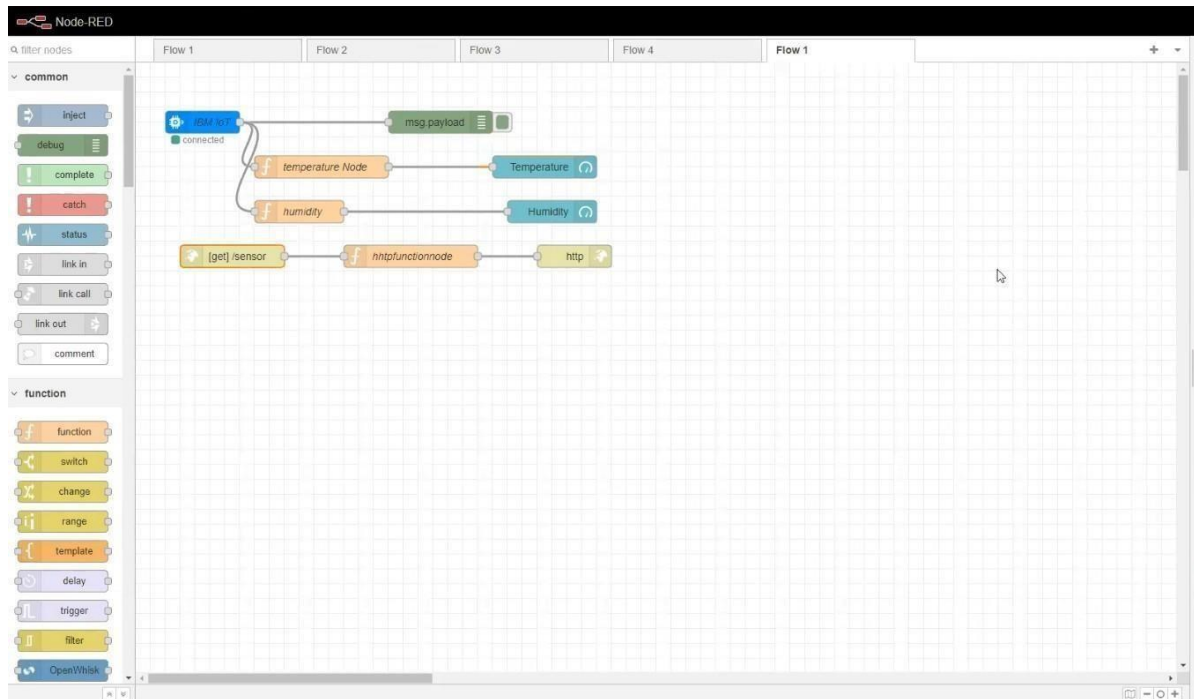 Node-RED
filter nodes
Flow 1
Flow 2
Flow 3
Flow 4
Flow 1
common
inject
debug
complete
catch
status
link in
link call
link out
comment
function
function
switch
change
range
template
delay
trigger
filter
OpenWhisk
IBM IoT
connected
msg.payload
temperature Node
Temperature
humidity
Humidity
[get] /sensor
hhtpfunctionnode
http